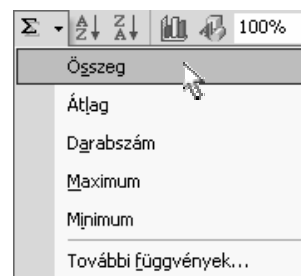 Σ A Z Z A 100%
Összeg
Átlag
Darabszám
Maximum
Minimum
További függvények...